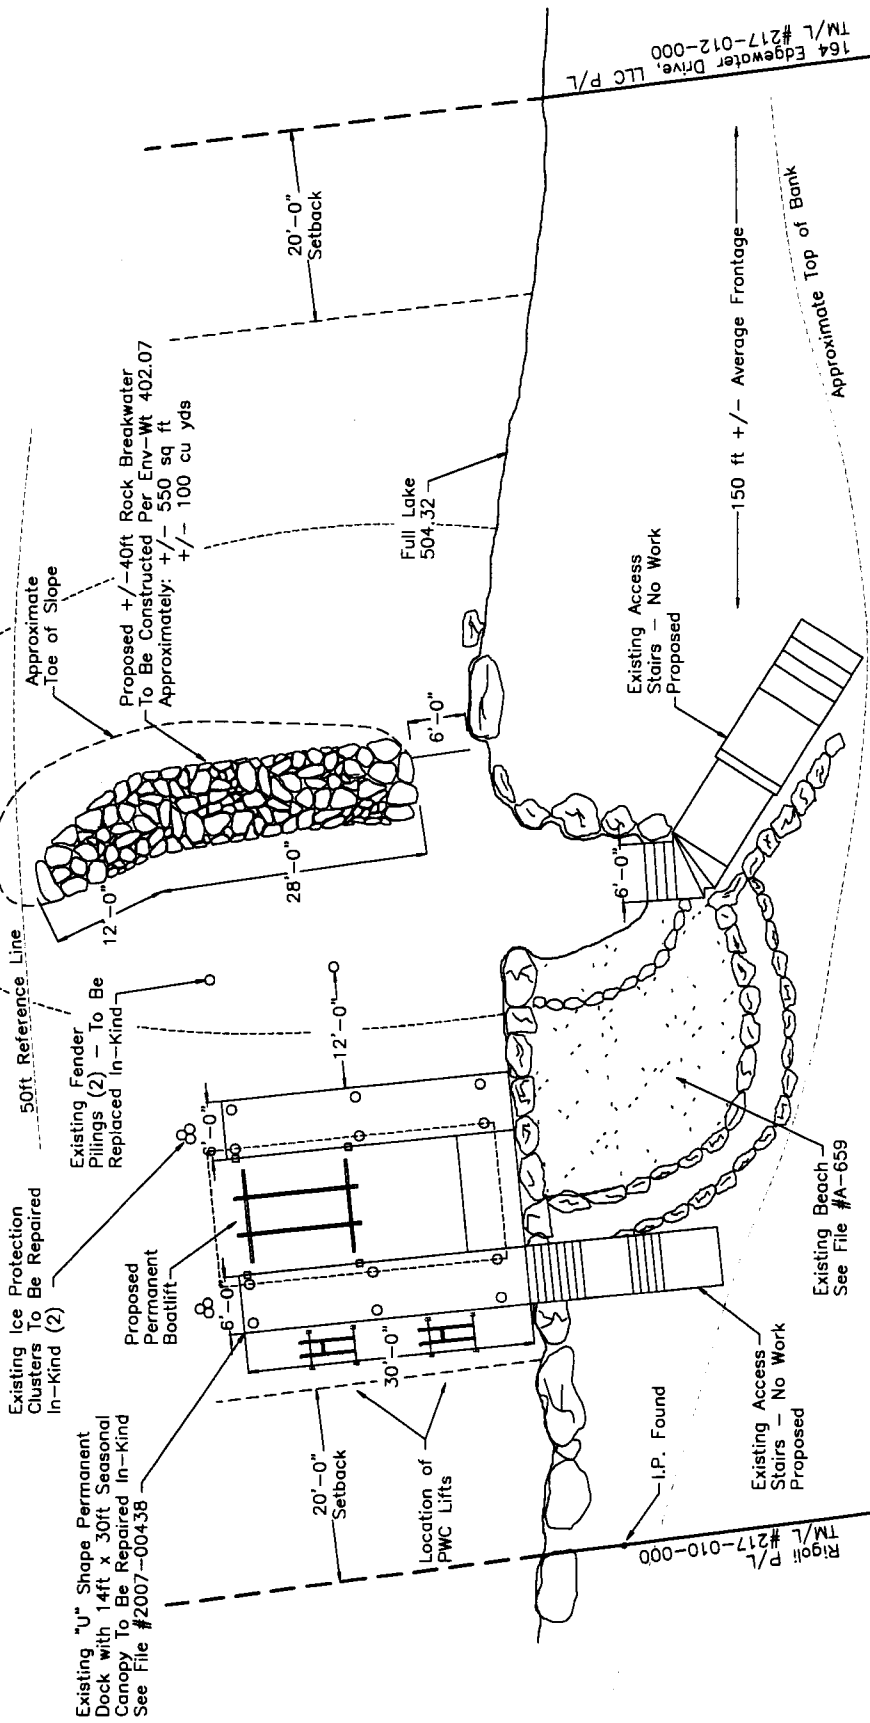 Existing "U" Shape Permanent
Dock with 14ft x 30ft Seasonal
Canopy To Be Repaired In-Kind
See File #2007-00438
Existing Ice Protection
Clusters To Be Repaired
In-Kind (2)
50ft Reference Line
Existing Fender
Pilings (2) - To Be
Replaced In-Kind
Approximate
Toe of Slope
Proposed +/-40ft Rock Breakwater
To Be Constructed Per Env-Wt 402.07
Approximately: +/- 550 sq ft
+/- 100 cu yds
20'-0"
Setback
Proposed
Permanent
Boatlift
6'-0"
'-0"
12'-0"
12'-0"
28'-0"
6'-0"
30'-0"
20'-0"
Setback
Location of
PWC Lifts
Full Lake
504.32
I.P. Found
6'-0"
Existing Access
Stairs - No Work
Proposed
150 ft +/- Average Frontage
Existing Access
Stairs - No Work
Proposed
Existing Beach
See File #A-659
Approximate Top of Bank
Rigoli P/L
TM/L #217-010-000
164 Edgewater Drive, LLC P/L
TM/L #217-012-000